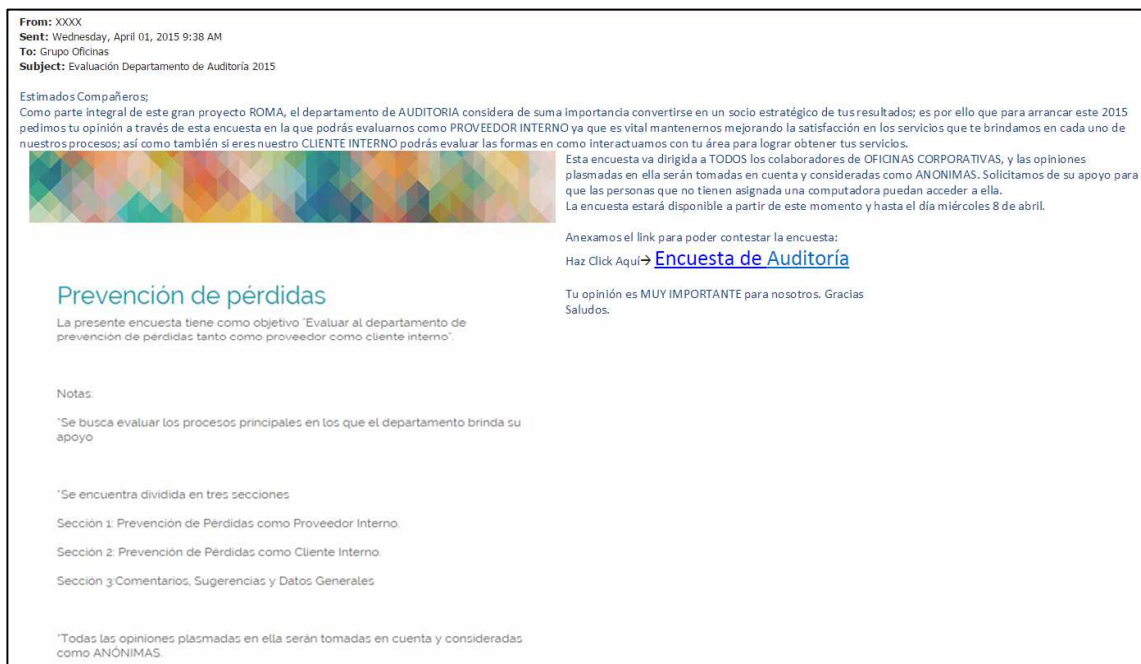 From: XXXX
Sent: Wednesday, April 01, 2015 9:38 AM
To: Grupo Oficinas
Subject: Evaluación Departamento de Auditoría 2015
Estimados Compañeros;
Como parte integral de este gran proyecto ROMA, el departamento de AUDITORIA considera de suma importancia convertirse en un socio estratégico de tus resultados; es por ello que para arrancar este 2015
pedimos tu opinión a través de esta encuesta en la que podrás evaluarnos como PROVEEDOR INTERNO ya que es vital mantenernos mejorando la satisfacción en los servicios que te brindamos en cada uno de
nuestros procesos; así como también si eres nuestro CLIENTE INTERNO podrás evaluar las formas en como interactuamos con tu área para lograr obtener tus servicios.
Esta encuesta va dirigida a TODOS los colaboradores de OFICINAS CORPORATIVAS, y las opiniones
plasmadas en ella serán tomadas en cuenta y consideradas como ANONIMAS. Solicitamos de su apoyo para
que las personas que no tienen asignada una computadora puedan acceder a ella.
La encuesta estará disponible a partir de este momento y hasta el día miércoles 8 de abril.
Anexamos el link para poder contestar la encuesta:
Haz Click Aquí→ Encuesta de Auditoría
Tu opinión es MUY IMPORTANTE para nosotros. Gracias
Saludos.
Prevención de pérdidas
La presente encuesta tiene como objetivo "Evaluar al departamento de
prevención de pérdidas tanto como proveedor como cliente interno".
Notas:
*Se busca evaluar los procesos principales en los que el departamento brinda su
apoyo
*Se encuentra dividida en tres secciones
Sección 1: Prevención de Pérdidas como Proveedor Interno.
Sección 2: Prevención de Pérdidas como Cliente Interno.
Sección 3:Comentarios, Sugerencias y Datos Generales
*Todas las opiniones plasmadas en ella serán tomadas en cuenta y consideradas
como ANÓNIMAS.